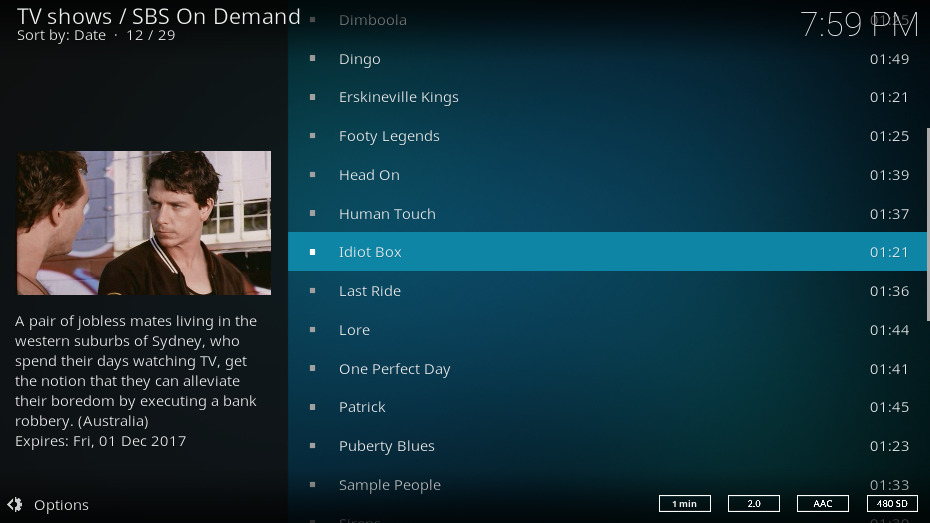 TV shows / SBS On Demand
Sort by: Date · 12 / 29
7:59 PM
Dimboola
Dingo 01:49
Erskineville Kings 01:21
Footy Legends 01:25
Head On 01:39
Human Touch 01:37
Idiot Box 01:21
Last Ride 01:36
Lore 01:44
One Perfect Day 01:41
Patrick 01:45
Puberty Blues 01:23
Sample People 01:33
A pair of jobless mates living in the
western suburbs of Sydney, who
spend their days watching TV, get
the notion that they can alleviate
their boredom by executing a bank
robbery. (Australia)
Expires: Fri, 01 Dec 2017
Options
1 min 2.0 AAC 480 SD